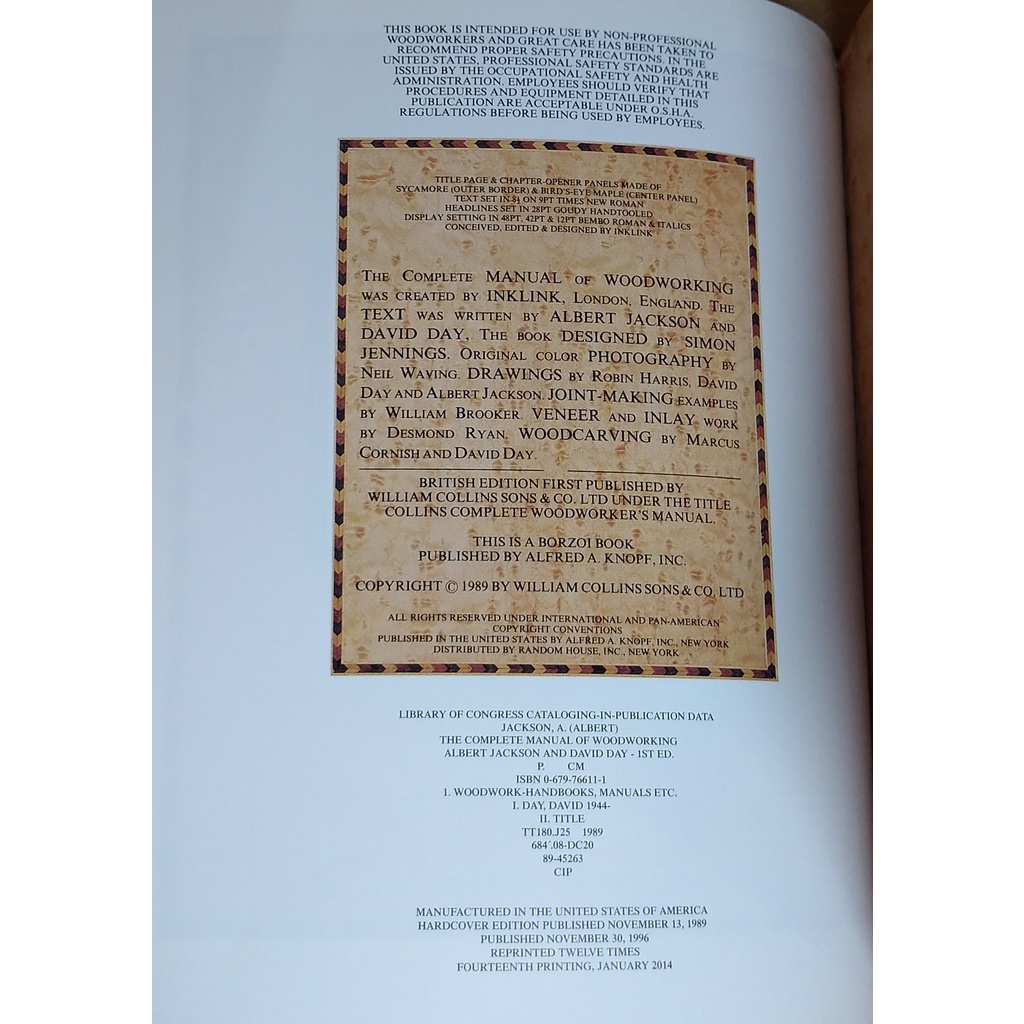 THIS BOOK IS INTENDED FOR USE BY NON-PROFESSIONAL
WOODWORKERS AND GREAT CARE HAS BEEN TAKEN TO
RECOMMEND PROPER SAFETY PRECAUTIONS. IN THE
UNITED STATES, PROFESSIONAL SAFETY STANDARDS ARE
ISSUED BY THE OCCUPATIONAL SAFETY AND HEALTH
ADMINISTRATION. EMPLOYEES SHOULD VERIFY THAT
PROCEDURES AND EQUIPMENT DETAILED IN THIS
PUBLICATION ARE ACCEPTABLE UNDER O.S.H.A.
REGULATIONS BEFORE BEING USED BY EMPLOYEES.
TITLE PAGE & CHAPTER-OPENER PANELS MADE OF
SYCAMORE (OUTER BORDER) & BIRD'S-EYE MAPLE (CENTER PANEL)
TEXT SET IN 8½ ON 9PT TIMES NEW ROMAN
HEADLINES SET IN 28PT GOUDY HANDTOOLED
DISPLAY SETTING IN 48PT, 42PT & 12PT BEMBO ROMAN & ITALICS
CONCEIVED, EDITED & DESIGNED BY INKLINK
THE COMPLETE MANUAL OF WOODWORKING
WAS CREATED BY INKLINK, LONDON, ENGLAND. THE
TEXT WAS WRITTEN BY ALBERT JACKSON AND
DAVID DAY, THE BOOK DESIGNED BY SIMON
JENNINGS. ORIGINAL COLOR PHOTOGRAPHY BY
NEIL WAVING. DRAWINGS BY ROBIN HARRIS, DAVID
DAY AND ALBERT JACKSON. JOINT-MAKING EXAMPLES
BY WILLIAM BROOKER. VENEER AND INLAY WORK
BY DESMOND RYAN. WOODCARVING BY MARCUS
CORNISH AND DAVID DAY.
BRITISH EDITION FIRST PUBLISHED BY
WILLIAM COLLINS SONS & CO. LTD UNDER THE TITLE
COLLINS COMPLETE WOODWORKER'S MANUAL.
THIS IS A BORZOI BOOK
PUBLISHED BY ALFRED A. KNOPF, INC.
COPYRIGHT © 1989 BY WILLIAM COLLINS SONS & CO. LTD
ALL RIGHTS RESERVED UNDER INTERNATIONAL AND PAN-AMERICAN
COPYRIGHT CONVENTIONS
PUBLISHED IN THE UNITED STATES BY ALFRED A. KNOPF, INC., NEW YORK
DISTRIBUTED BY RANDOM HOUSE, INC., NEW YORK
LIBRARY OF CONGRESS CATALOGING-IN-PUBLICATION DATA
JACKSON, A. (ALBERT)
THE COMPLETE MANUAL OF WOODWORKING
ALBERT JACKSON AND DAVID DAY - 1ST ED.
P. CM
ISBN 0-679-76611-1
1. WOODWORK-HANDBOOKS, MANUALS ETC.
I. DAY, DAVID 1944-
II. TITLE
TT180.J25 1989
684´.08-DC20
89-45263
CIP
MANUFACTURED IN THE UNITED STATES OF AMERICA
HARDCOVER EDITION PUBLISHED NOVEMBER 13, 1989
PUBLISHED NOVEMBER 30, 1996
REPRINTED TWELVE TIMES
FOURTEENTH PRINTING, JANUARY 2014